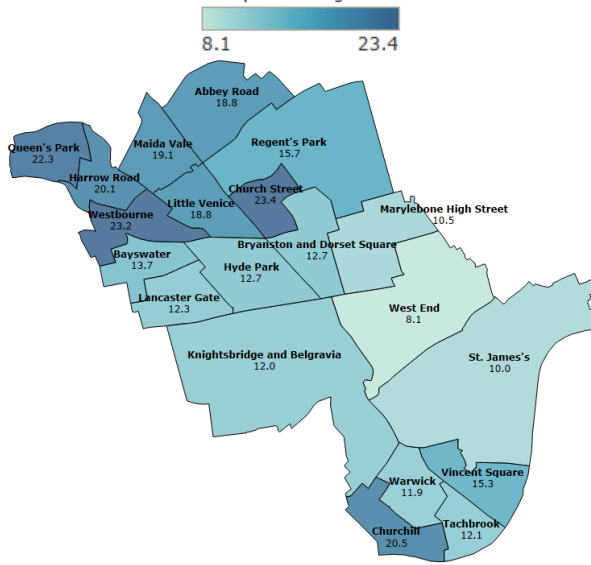 8.1
23.4
Abbey Road
18.8
Maida Vale
19.1
Regent's Park
15.7
Queen's Park
22.3
Harrow Road
20.1
Church Street
23.4
Little Venice
18.8
Westbourne
23.2
Marylebone High Street
10.5
Bayswater
13.7
Bryanston and Dorset Square
12.7
Hyde Park
12.7
Lancaster Gate
12.3
West End
8.1
Knightsbridge and Belgravia
12.0
St. James's
10.0
Vincent Square
15.3
Warwick
11.9
Tachbrook
12.1
Churchill
20.5